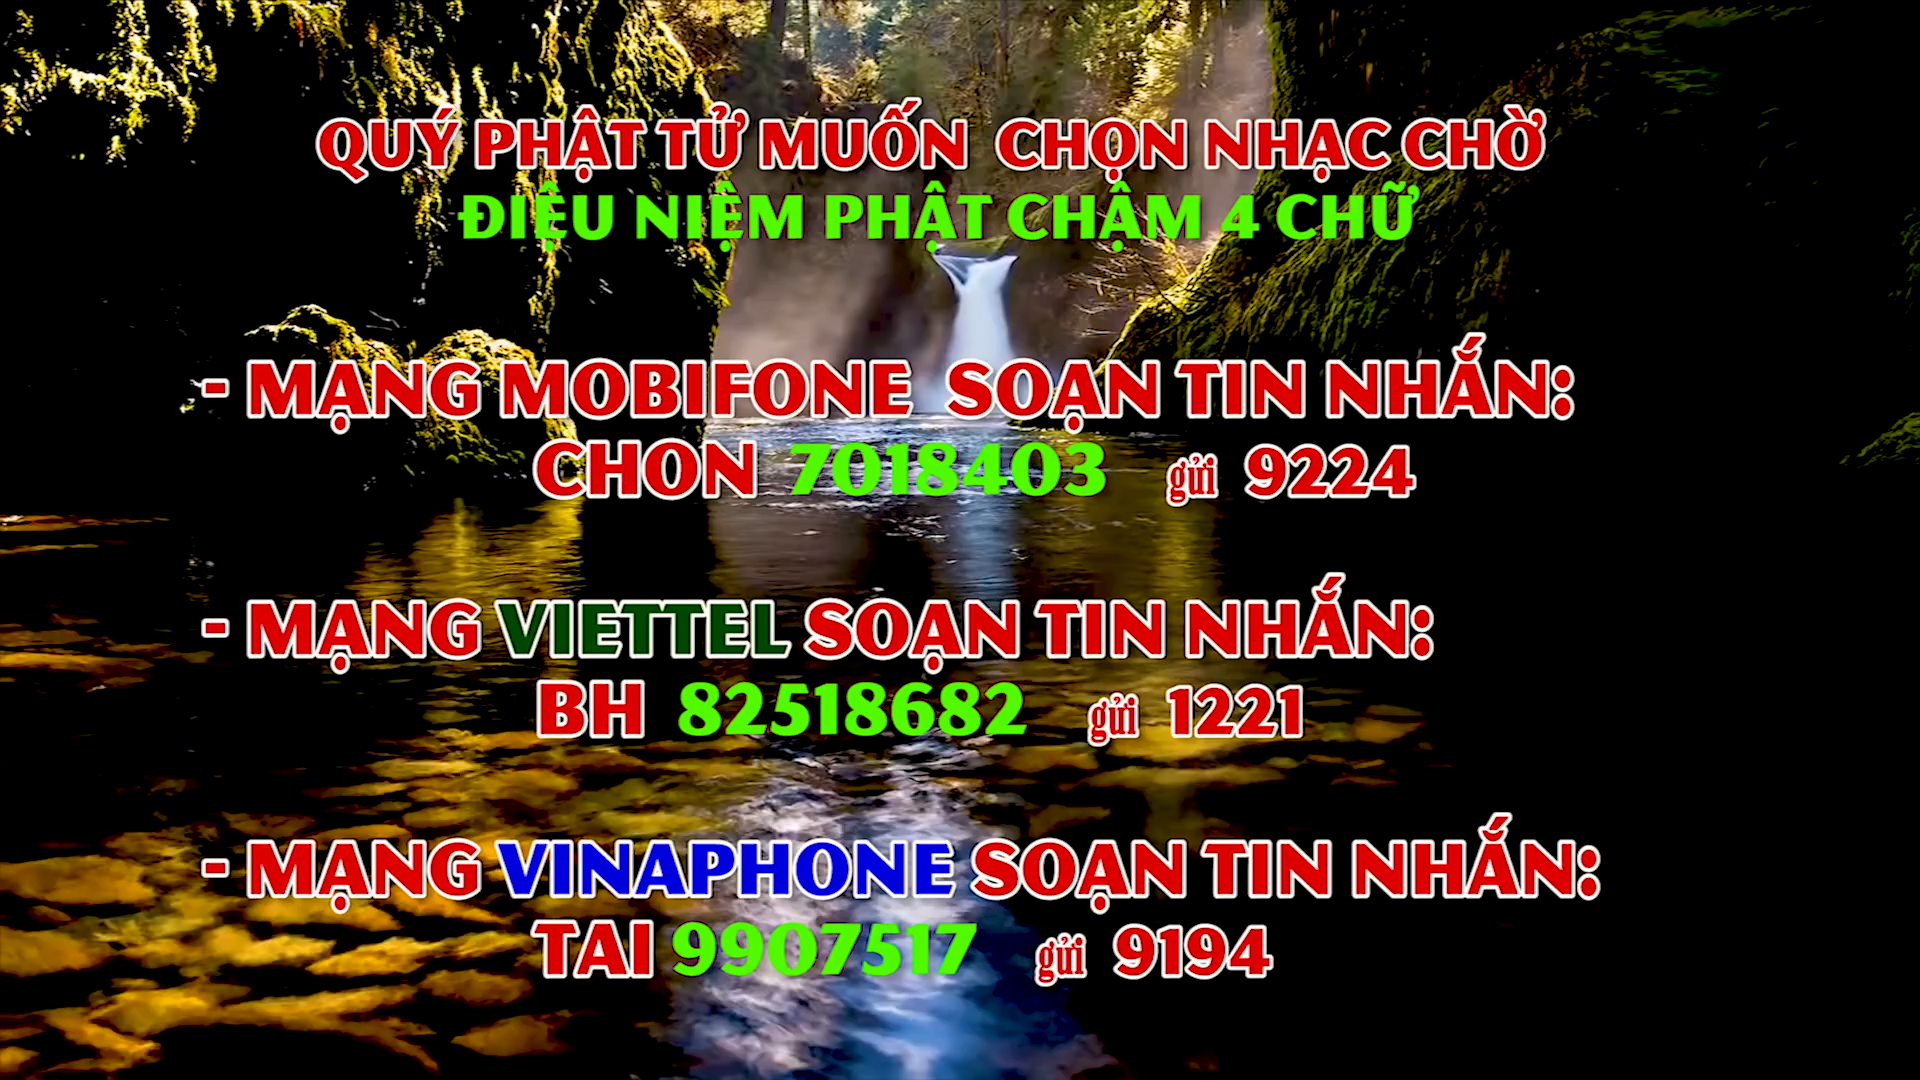 QUÝ PHẬT TỬ MUỐN CHỌN NHẠC CHỜ
ĐIỆU NIỆM PHẬT CHẬM 4 CHỮ
- MẠNG MOBIFONE SOẠN TIN NHẮN:
CHON 7018403 gửi 9224
- MẠNG VIETTEL SOẠN TIN NHẮN:
BH 82518682 gửi 1221
- MẠNG VINAPHONE SOẠN TIN NHẮN:
TAI 9907517 gửi 9194